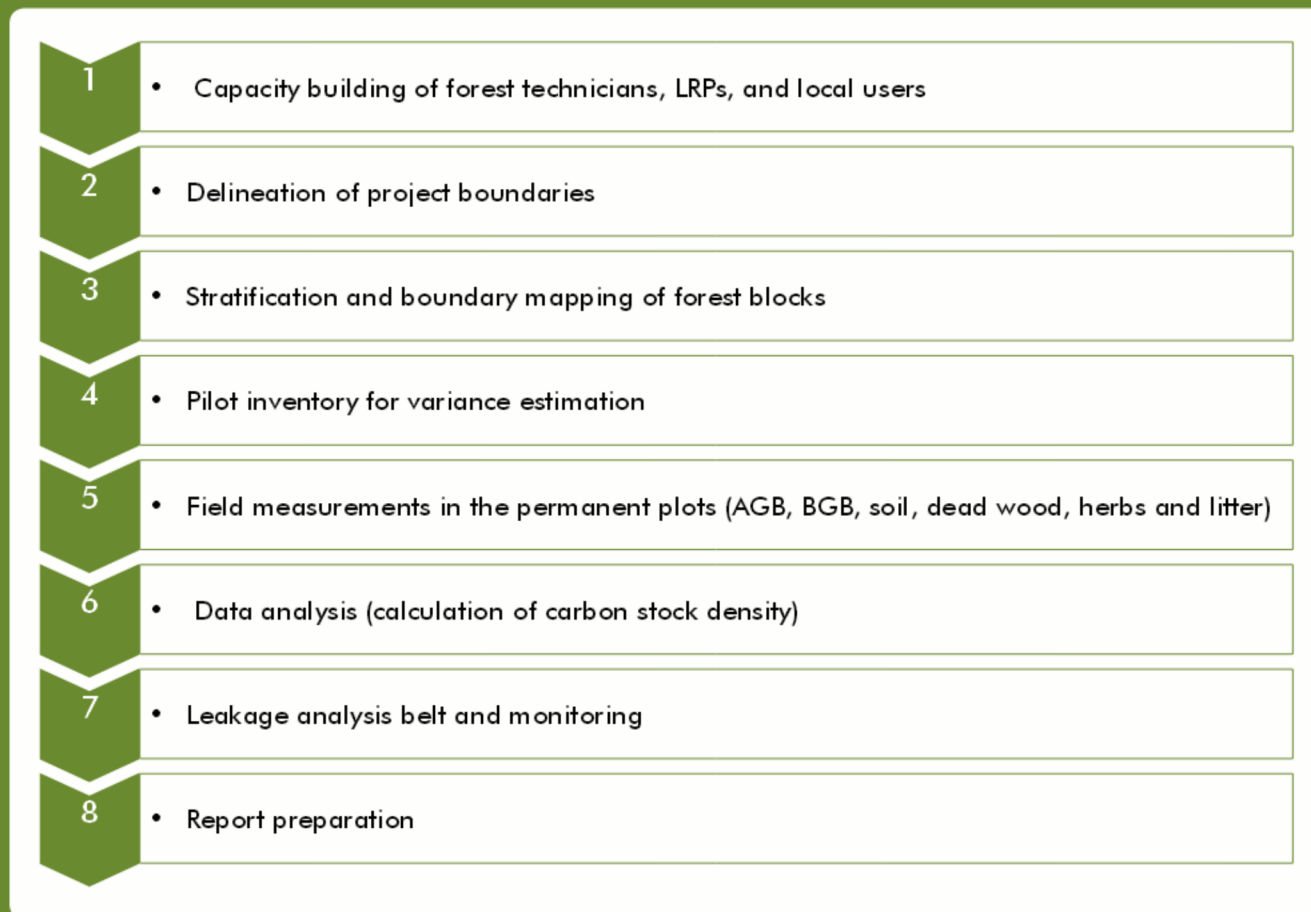 1
• Capacity building of forest technicians, LRPs, and local users
2
• Delineation of project boundaries
3
• Stratification and boundary mapping of forest blocks
4
• Pilot inventory for variance estimation
5
• Field measurements in the permanent plots (AGB, BGB, soil, dead wood, herbs and litter)
6
• Data analysis (calculation of carbon stock density)
7
• Leakage analysis belt and monitoring
8
• Report preparation